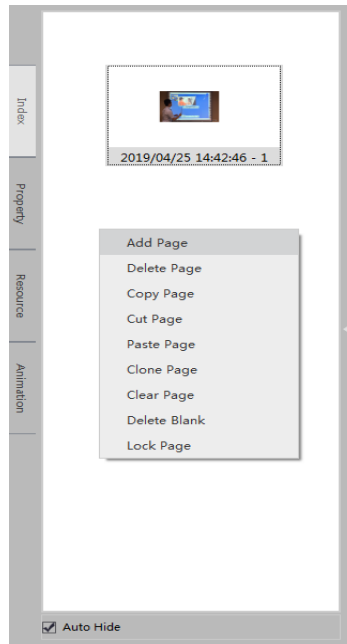 Index
Property
Resource
Animation
2019/04/25 14:42:46 - 1
Add Page
Delete Page
Copy Page
Cut Page
Paste Page
Clone Page
Clear Page
Delete Blank
Lock Page
Auto Hide